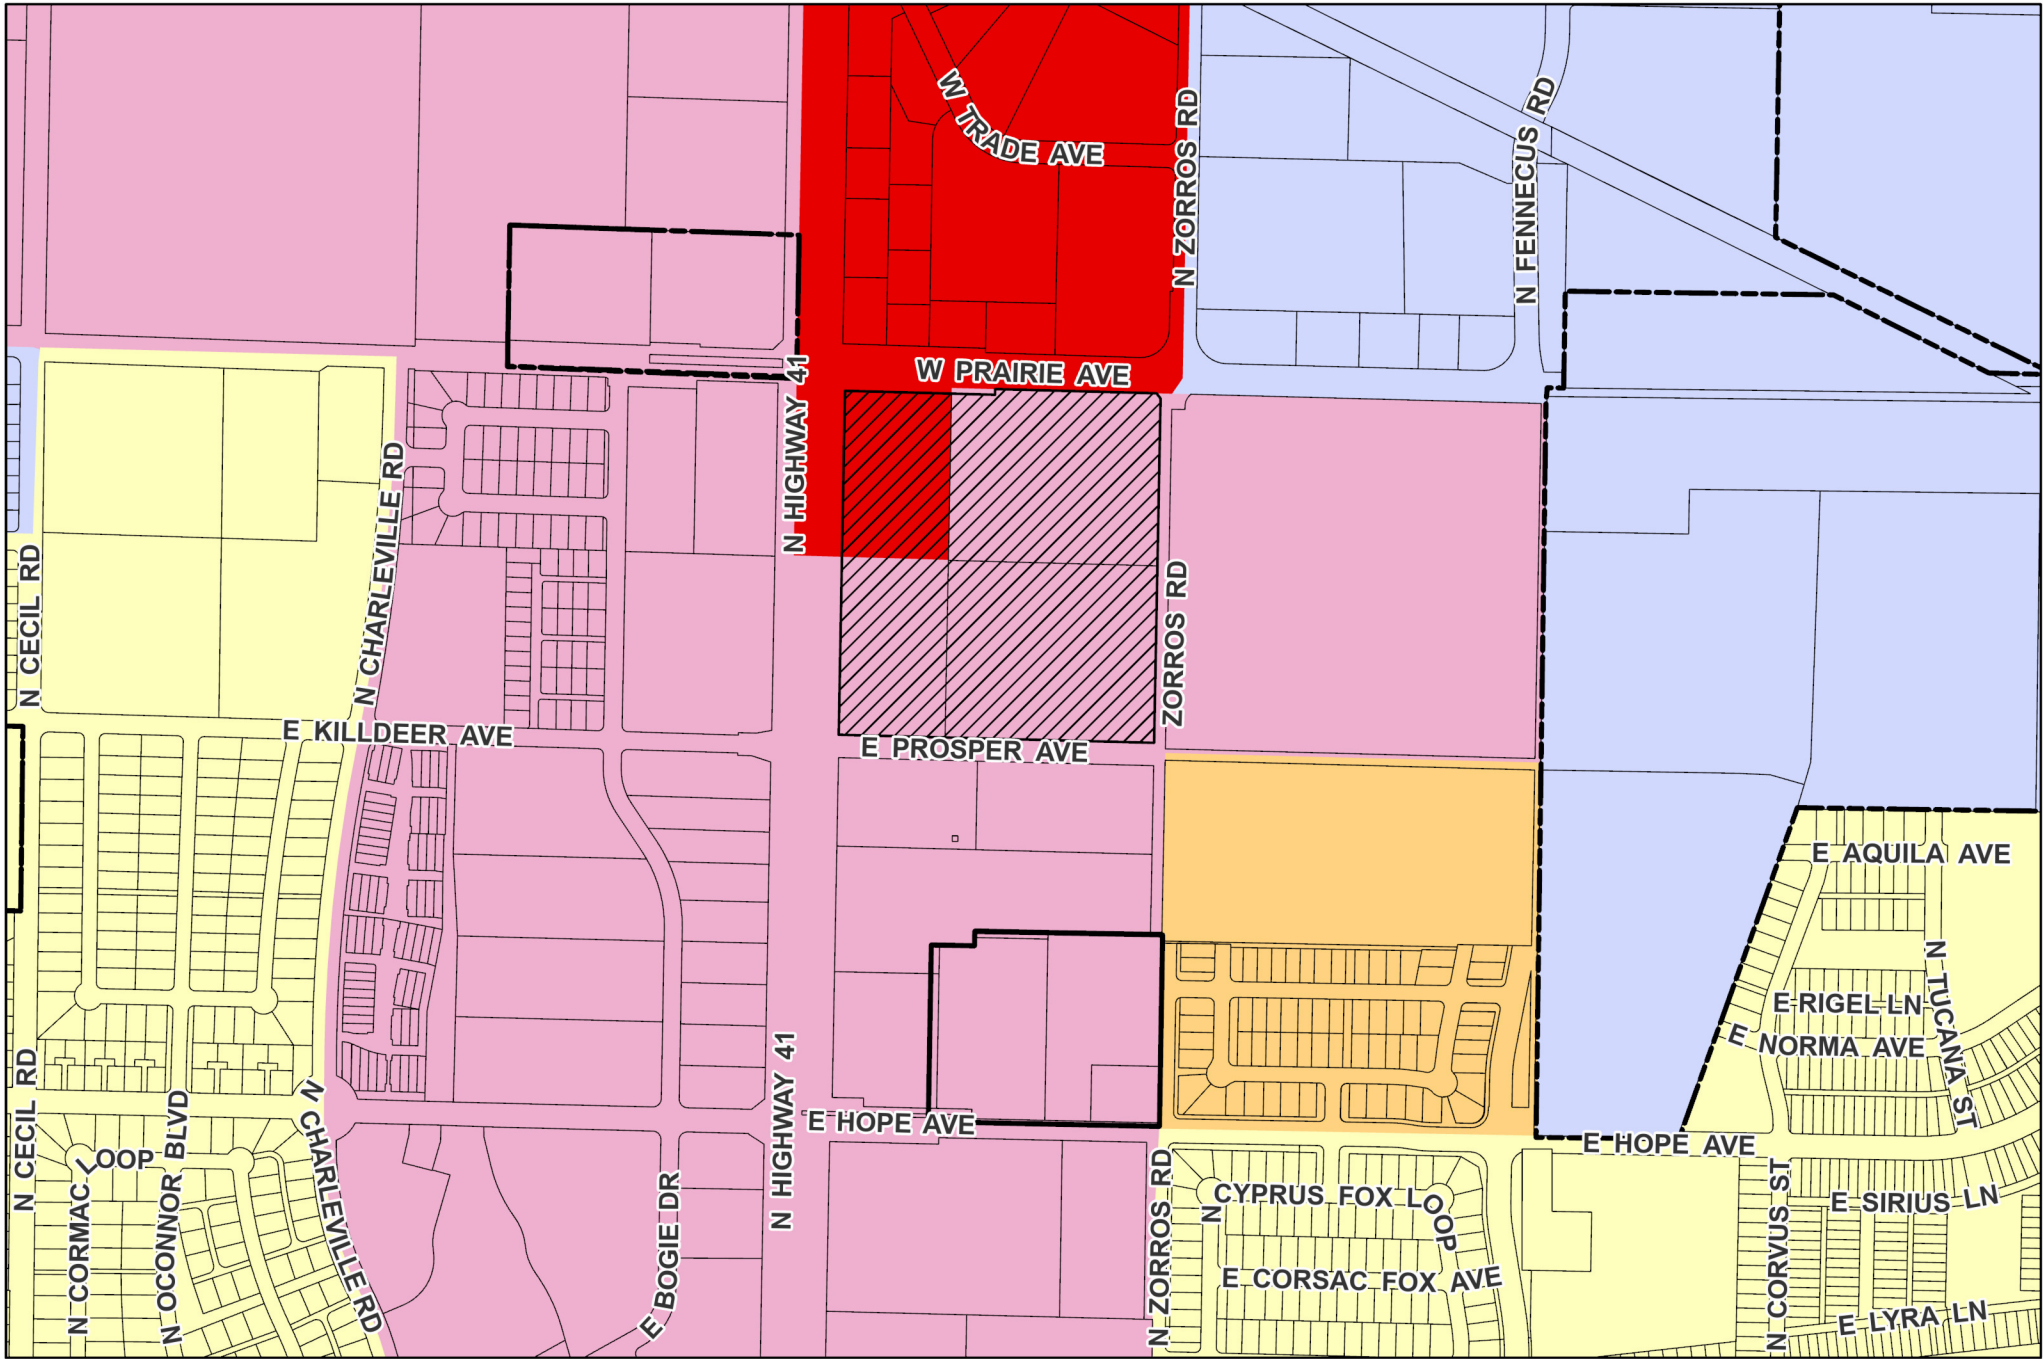 W TRADE AVE
N ZORROS RD
N FENNECUS RD
W PRAIRIE AVE
N HIGHWAY 41
N CHARLEVILLE RD
N CECIL RD
ZORROS RD
E KILLDEER AVE
E PROSPER AVE
E AQUILA AVE
N TUCANA ST
E RIGEL LN
E NORMA AVE
N CECIL RD
N HIGHWAY 41
E HOPE AVE
E HOPE AVE
N CORMAC LOOP
N OCONNOR BLVD
N CHARLEVILLE RD
E BOGIE DR
N ZORROS RD
N CYPRUS FOX LOOP
E CORSAC FOX AVE
N CORVUS ST
E SIRIUS LN
E LYRA LN